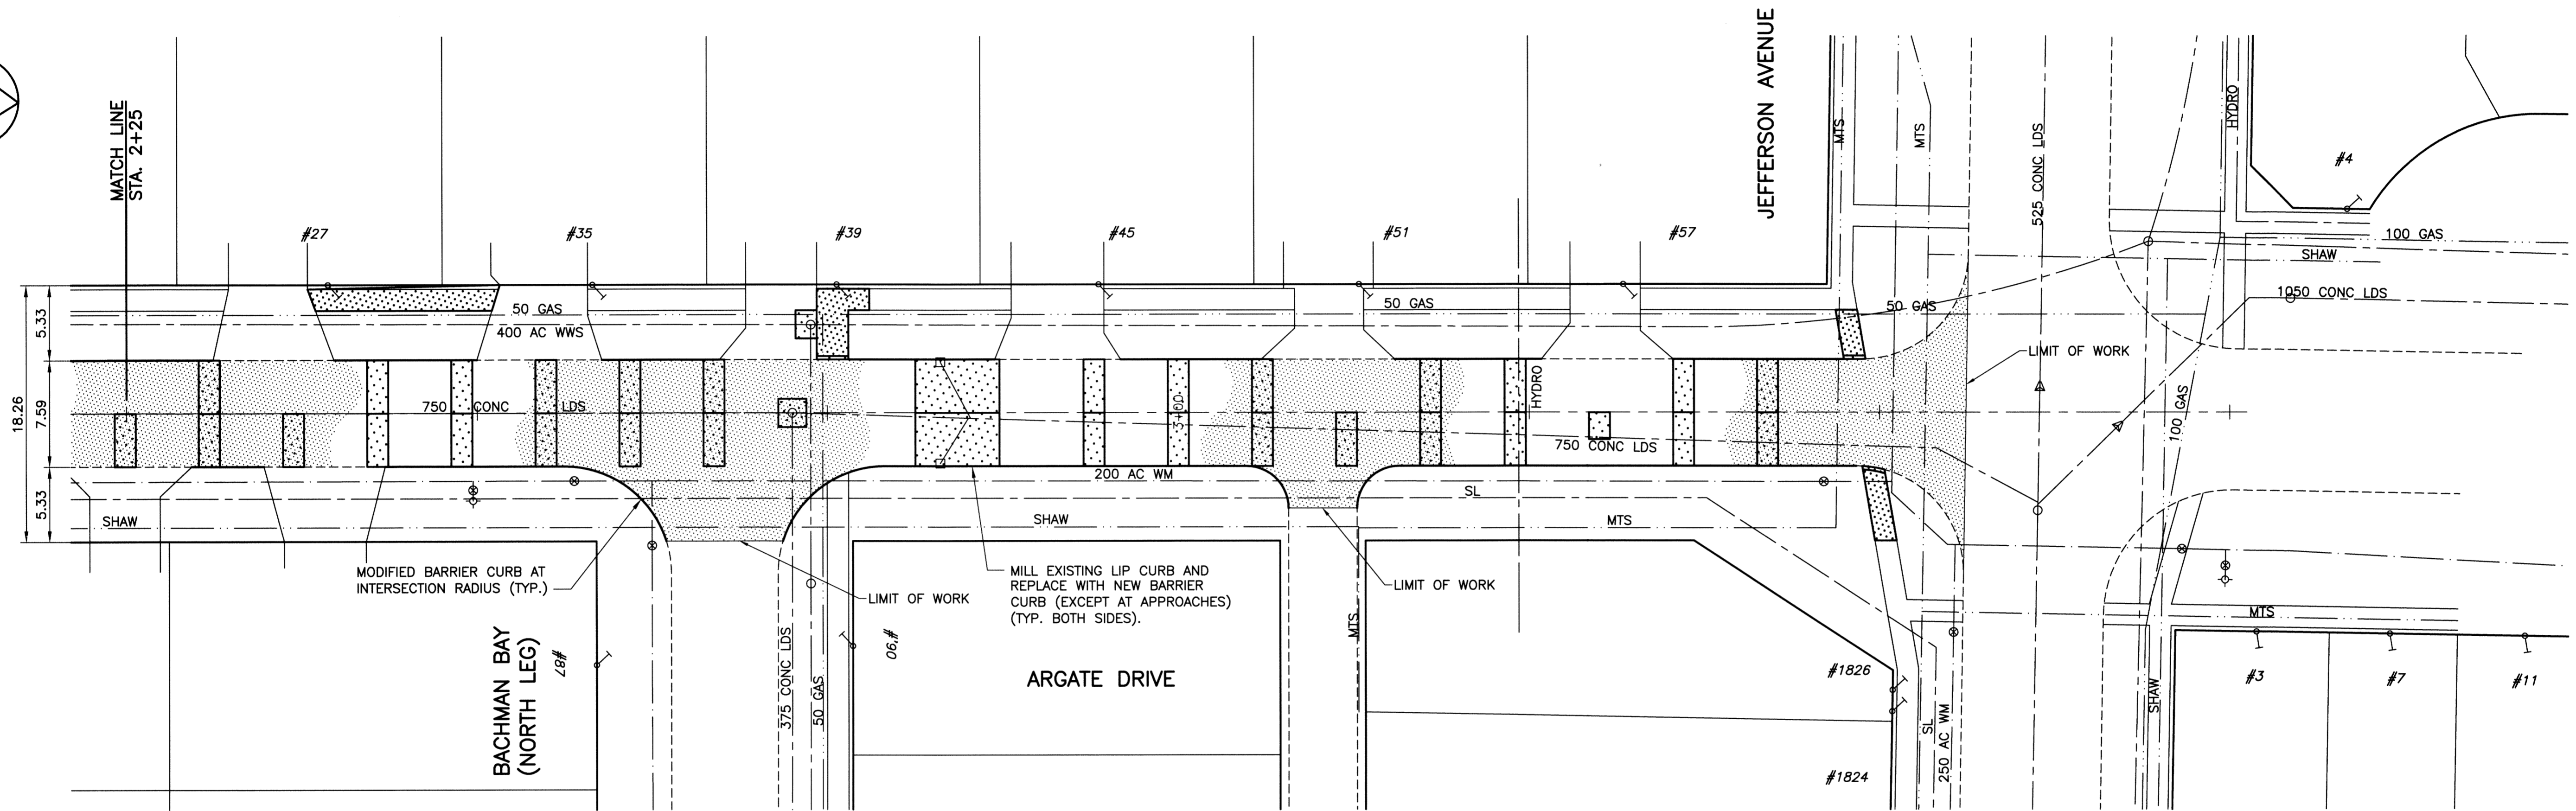 MATCH LINE
STA. 2+25
JEFFERSON AVENUE
#27
#35
#39
#45
#51
#57
MTS
MTS
525 CONC LDS
HYDRO
#4
100 GAS
SHAW
1050 CONC LDS
18.26
5.33
7.59
5.33
50 GAS
400 AC WWS
50 GAS
50 GAS
LIMIT OF WORK
750 CONC LDS
3+00
HYDRO
750 CONC LDS
100 GAS
200 AC WM
SL
SHAW
SHAW
MTS
MODIFIED BARRIER CURB AT
INTERSECTION RADIUS (TYP.)
LIMIT OF WORK
MILL EXISTING LIP CURB AND
REPLACE WITH NEW BARRIER
CURB (EXCEPT AT APPROACHES)
(TYP. BOTH SIDES).
LIMIT OF WORK
MTS
BACHMAN BAY
(NORTH LEG)
#87
375 CONC LDS
50 GAS
#90
ARGATE DRIVE
MTS
#1826
#1824
SL
250 AC WM
SHAW
#3
#7
#11